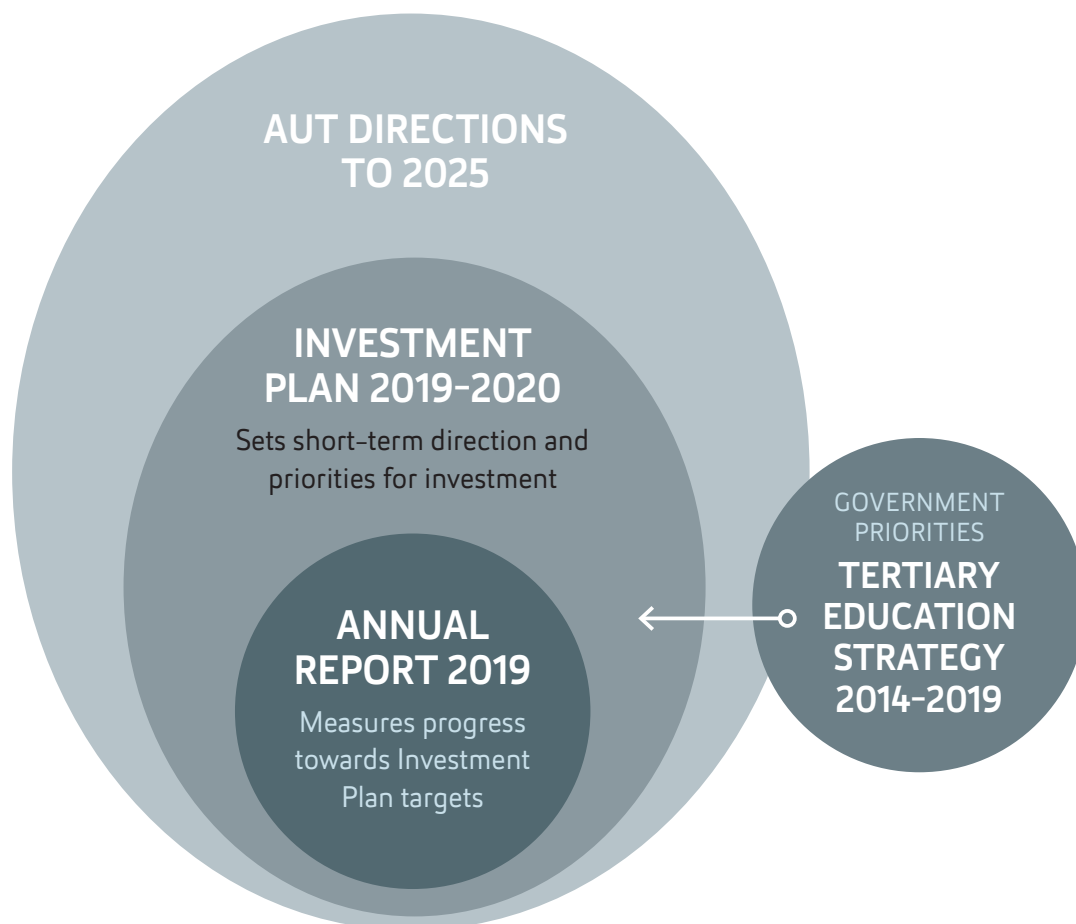 AUT DIRECTIONS
TO 2025
INVESTMENT
PLAN 2019-2020
Sets short-term direction and
priorities for investment
ANNUAL
REPORT 2019
Measures progress
towards Investment
Plan targets
GOVERNMENT
PRIORITIES
TERTIARY
EDUCATION
STRATEGY
2014-2019